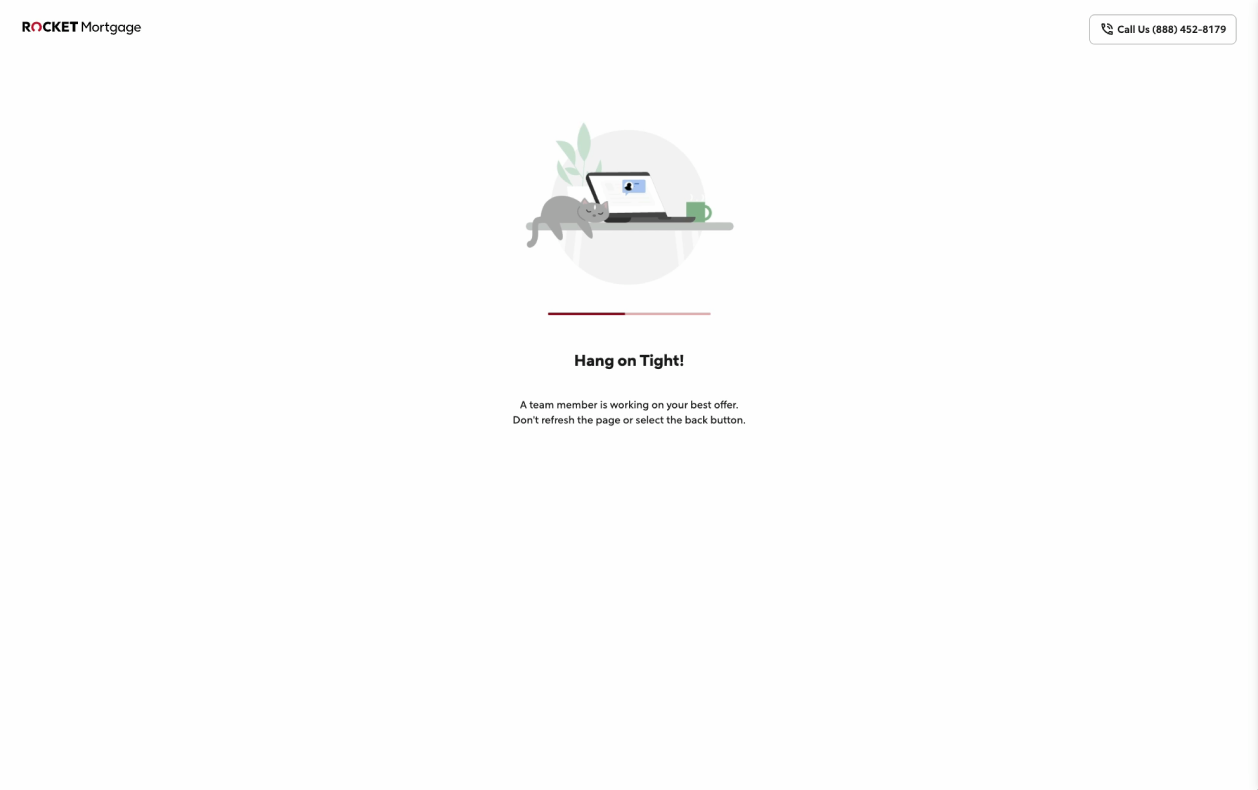 ROCKET Mortgage
Call Us (888) 452-8179
Hang on Tight!
A team member is working on your best offer.
Don't refresh the page or select the back button.